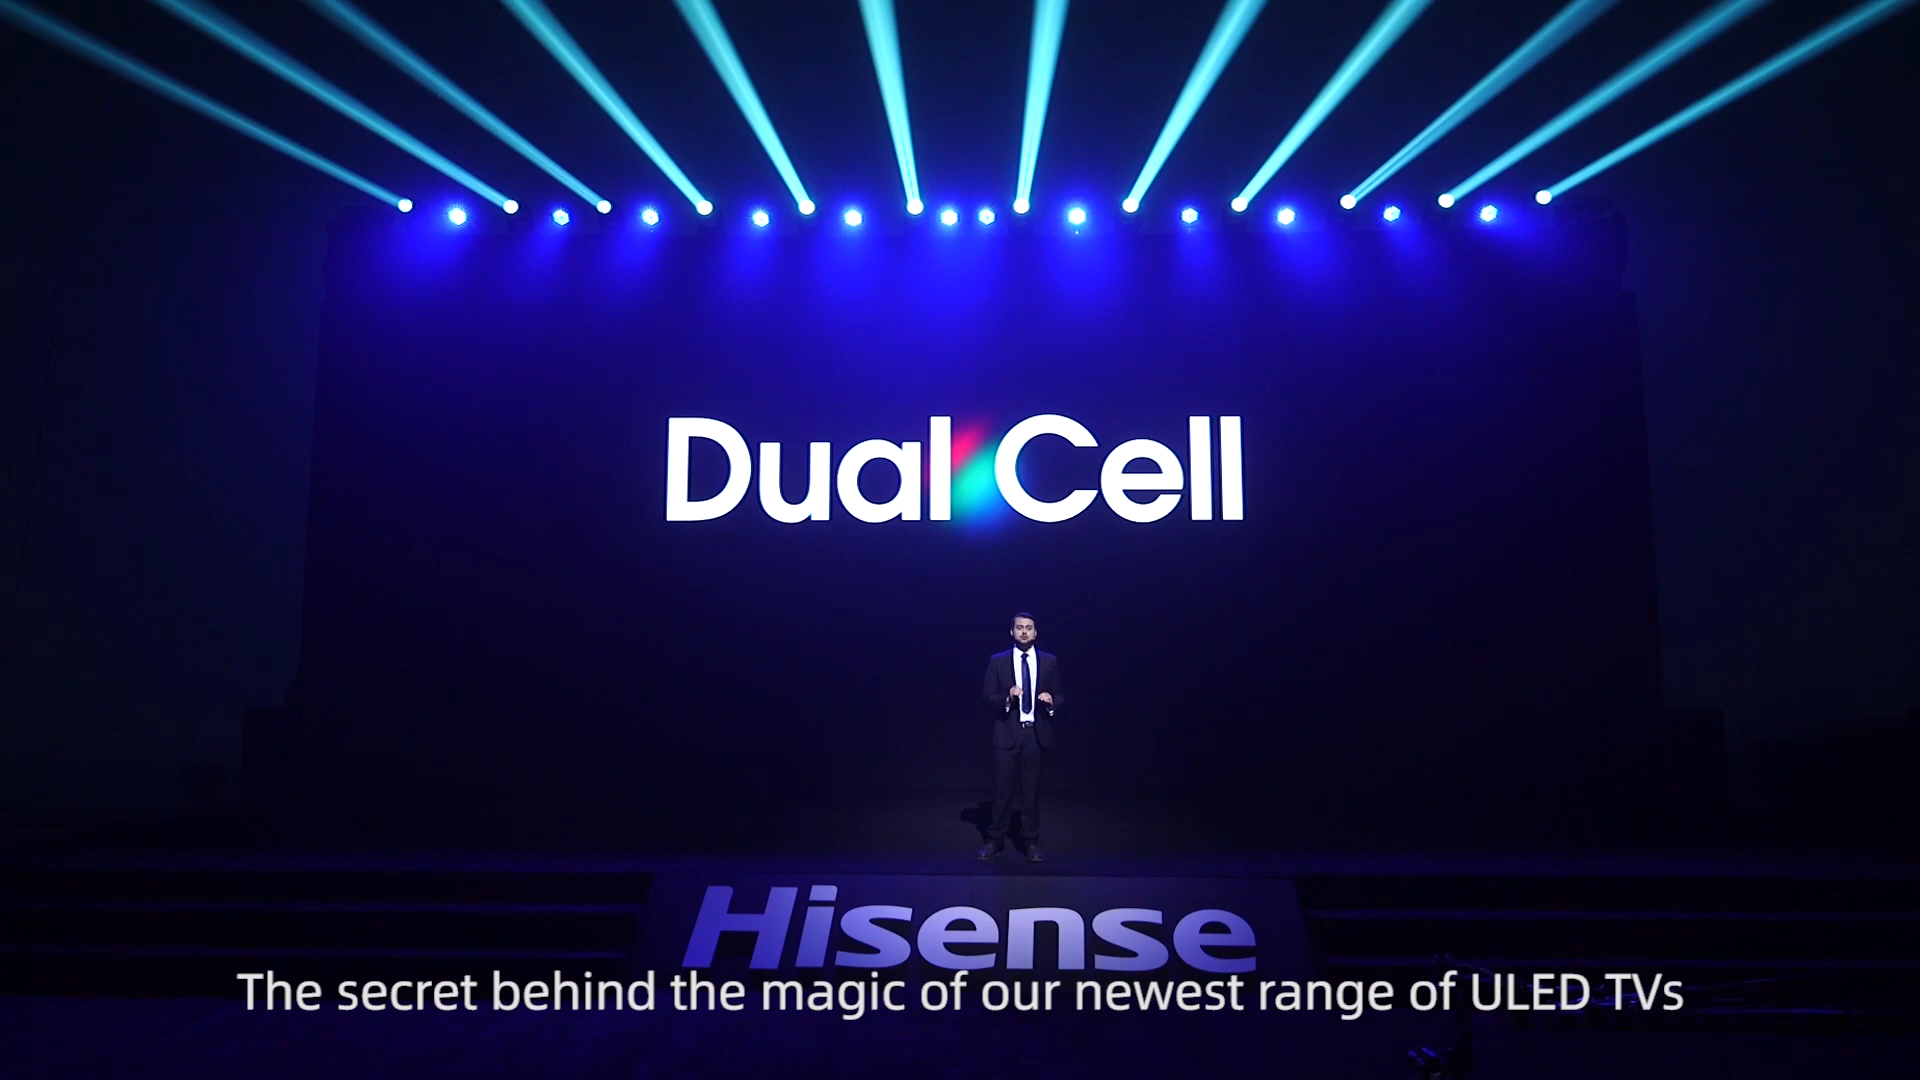 Dual Cell
Hisense
The secret behind the magic of our newest range of ULED TVs